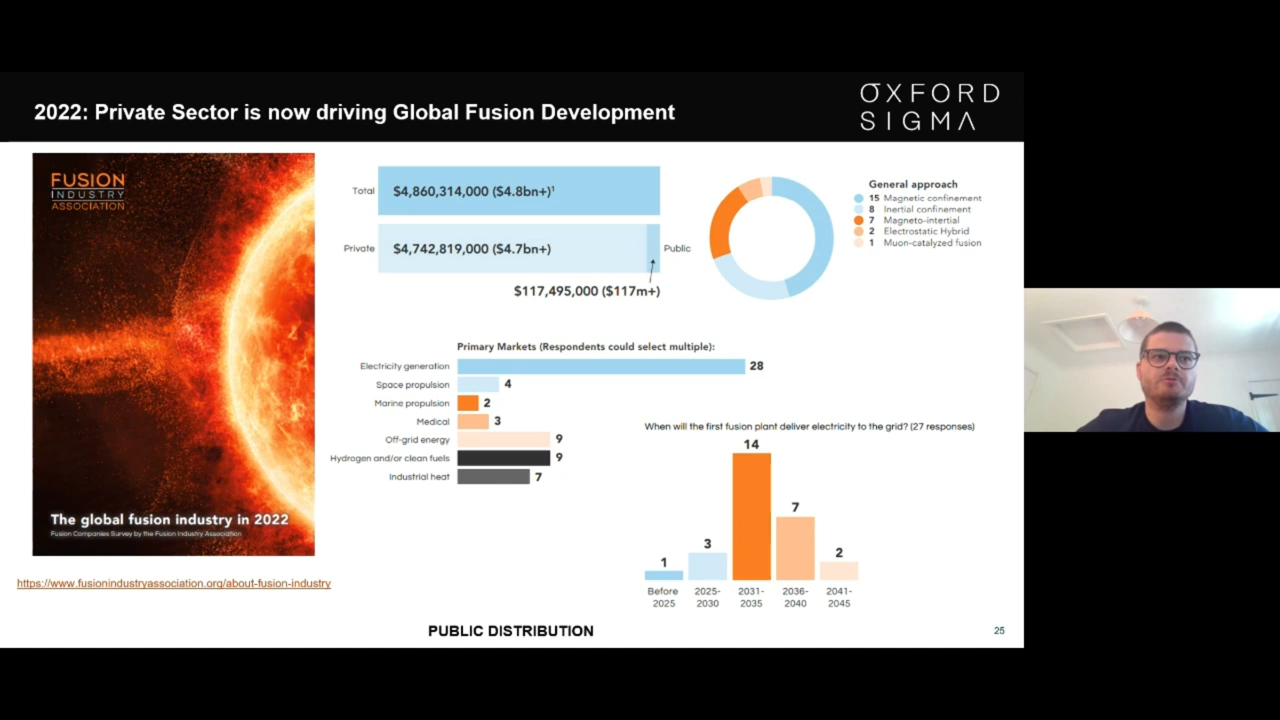 2022: Private Sector is now driving Global Fusion Development
OXFORD
SIGMA
FUSION
INDUSTRY
ASSOCIATION
The global fusion industry in 2022
Fusion Companies Survey by the Fusion Industry Association
https://www.fusionindustryassociation.org/about-fusion-industry
Total
$4,860,314,000 ($4.8bn+)¹
Private
$4,742,819,000 ($4.7bn+)
Public
$117,495,000 ($117m+)
General approach
15 Magnetic confinement
8 Inertial confinement
7 Magneto-intertial
2 Electrostatic Hybrid
1 Muon-catalyzed fusion
Primary Markets (Respondents could select multiple):
Electricity generation 28
Space propulsion 4
Marine propulsion 2
Medical 3
Off-grid energy 9
Hydrogen and/or clean fuels 9
Industrial heat 7
When will the first fusion plant deliver electricity to the grid? (27 responses)
1
3
14
7
2
Before
2025
2025-
2030
2031-
2035
2036-
2040
2041-
2045
PUBLIC DISTRIBUTION
25